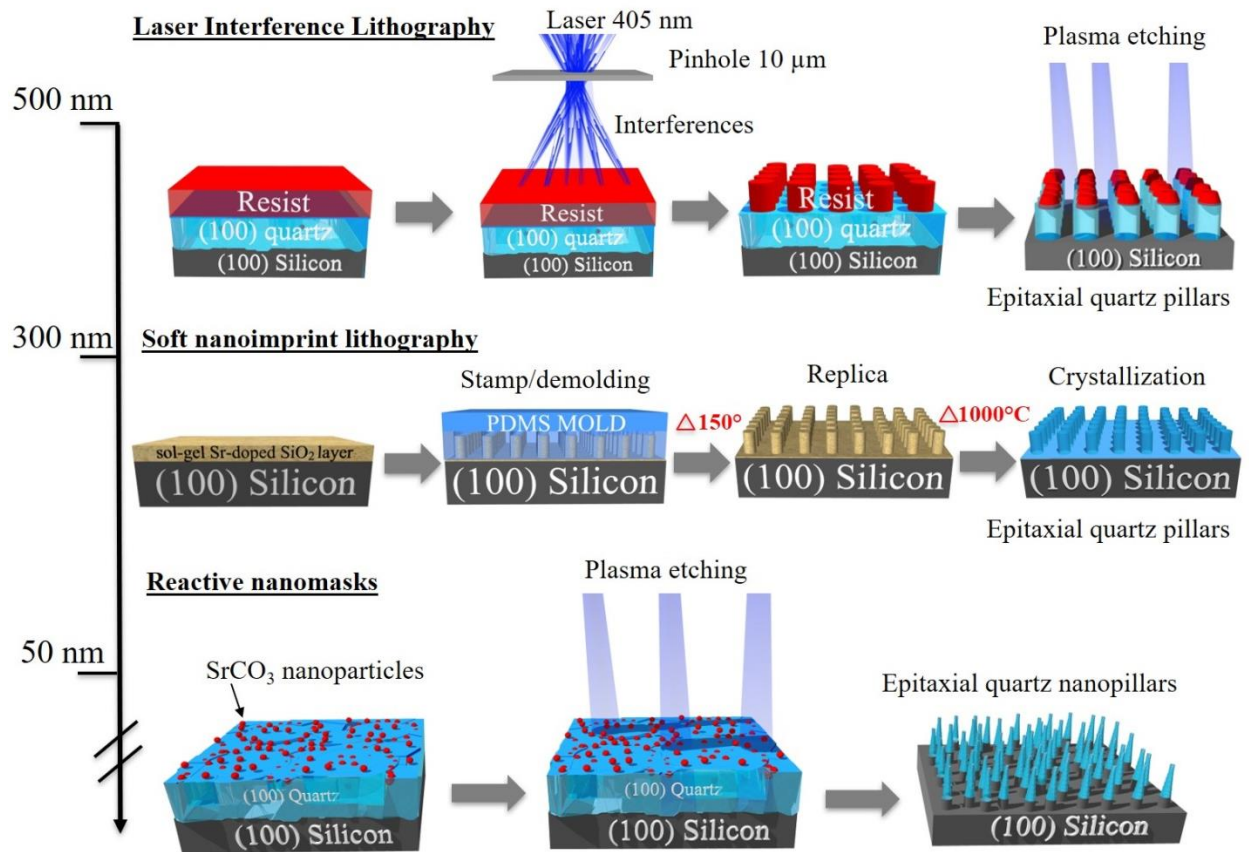 Laser Interference Lithography
Laser 405 nm
Pinhole 10 µm
Interferences
Plasma etching
500 nm
Resist
(100) quartz
(100) Silicon
Resist
(100) quartz
(100) Silicon
Resist
(100) quartz
(100) Silicon
(100) Silicon
Epitaxial quartz pillars
300 nm
Soft nanoimprint lithography
Stamp/demolding
Replica
Crystallization
sol-gel Sr-doped SiO₂ layer
(100) Silicon
PDMS MOLD
(100) Silicon
△150°
(100) Silicon
△1000°C
(100) Silicon
Epitaxial quartz pillars
Reactive nanomasks
Plasma etching
50 nm
SrCO₃ nanoparticles
Epitaxial quartz nanopillars
(100) Quartz
(100) Silicon
(100) Quartz
(100) Silicon
(100) Silicon